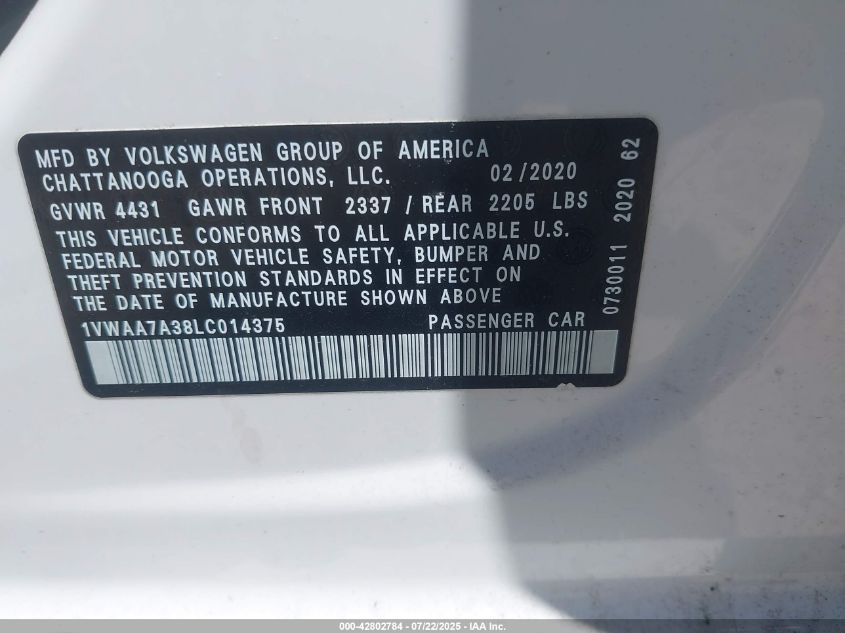 MFD BY VOLKSWAGEN GROUP OF AMERICA
CHATTANOOGA OPERATIONS, LLC. 02/2020
GVWR 4431 GAWR FRONT 2337 / REAR 2205 LBS
THIS VEHICLE CONFORMS TO ALL APPLICABLE U.S.
FEDERAL MOTOR VEHICLE SAFETY, BUMPER AND
THEFT PREVENTION STANDARDS IN EFFECT ON
THE DATE OF MANUFACTURE SHOWN ABOVE
1VWAA7A38LC014375 PASSENGER CAR
0730011 2020 62
000-42802784 - 07/22/2025 - IAA Inc.